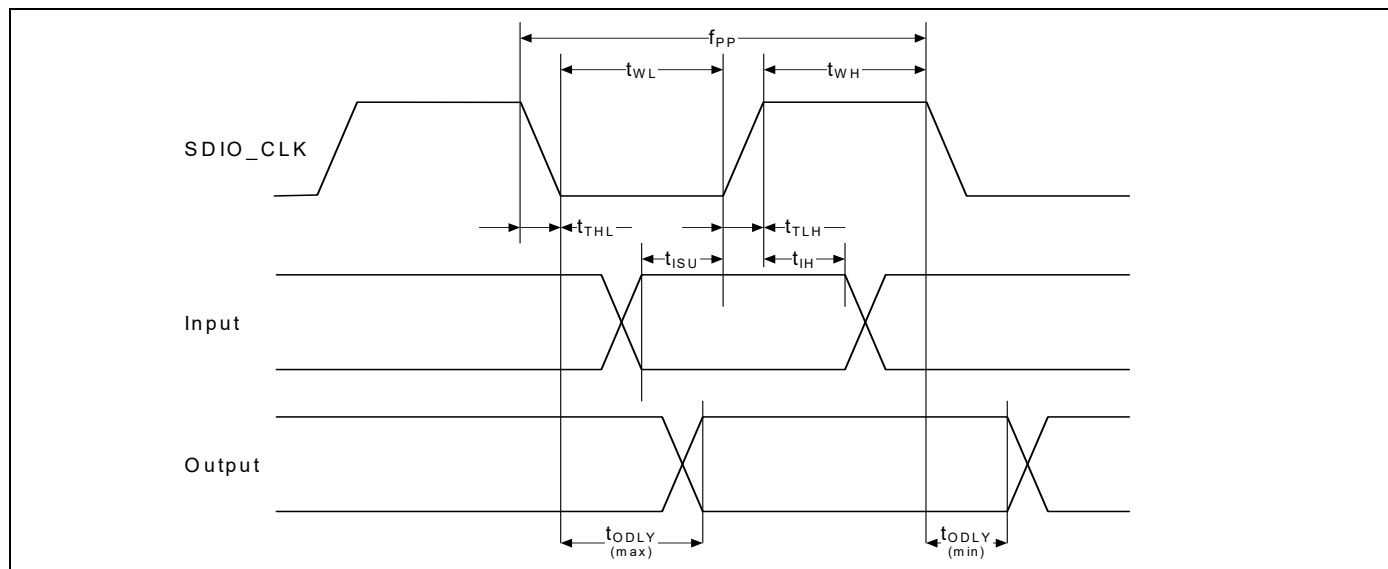 fPP
tWL
tWH
SDIO_CLK
tTHL
tTLH
tISU
tIH
Input
Output
tODLY
(max)
tODLY
(min)